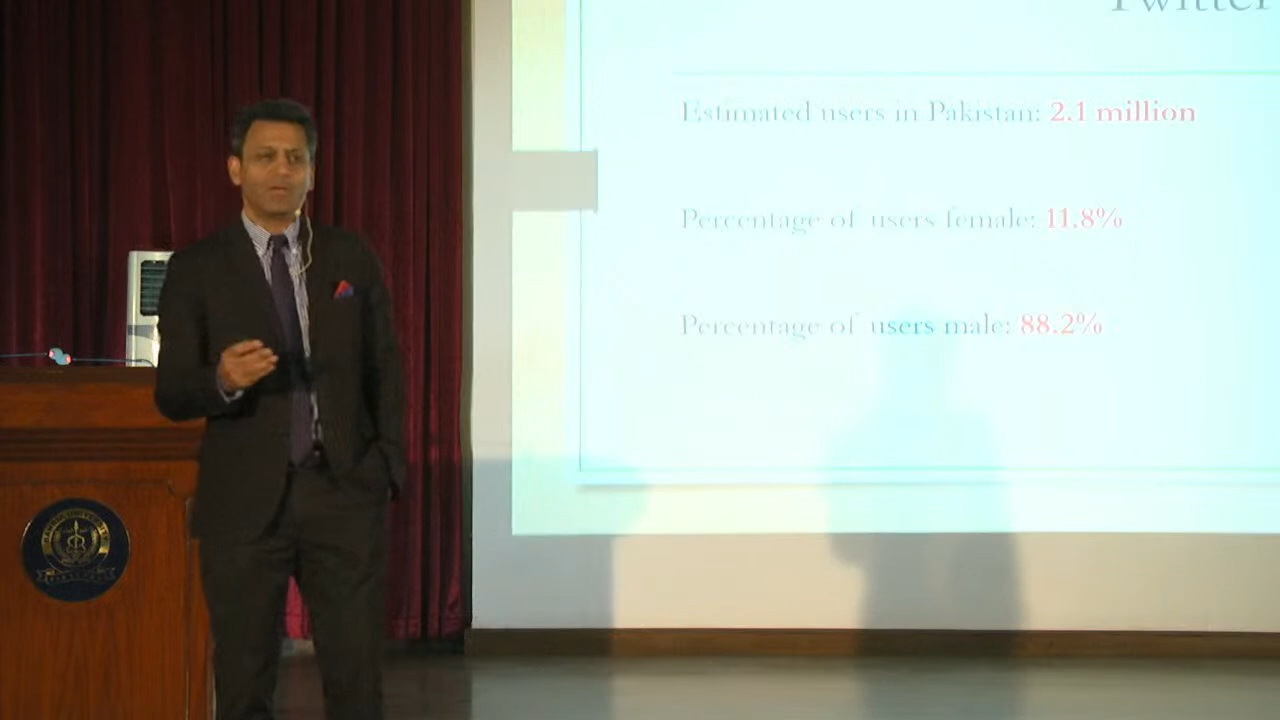 Twitter
Estimated users in Pakistan: 2.1 million
Percentage of users female: 11.8%
Percentage of users male: 88.2%